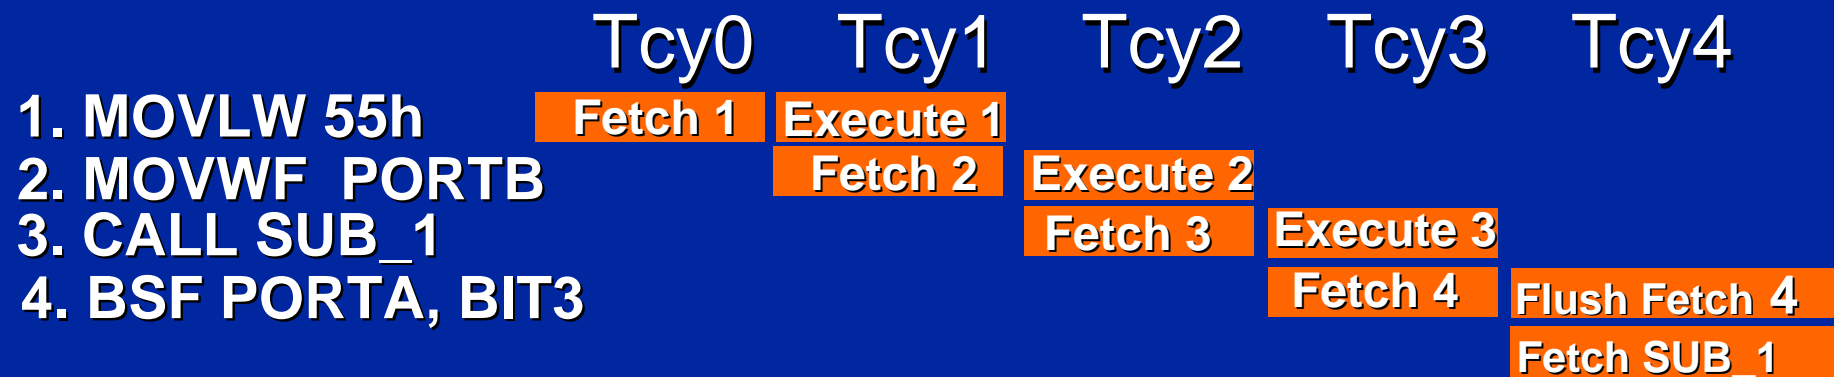 Tcy0 Tcy1 Tcy2 Tcy3 Tcy4
1. MOVLW 55h Fetch 1 Execute 1
2. MOVWF PORTB Fetch 2 Execute 2
3. CALL SUB_1 Fetch 3 Execute 3
4. BSF PORTA, BIT3 Fetch 4 Flush Fetch 4
Fetch SUB_1